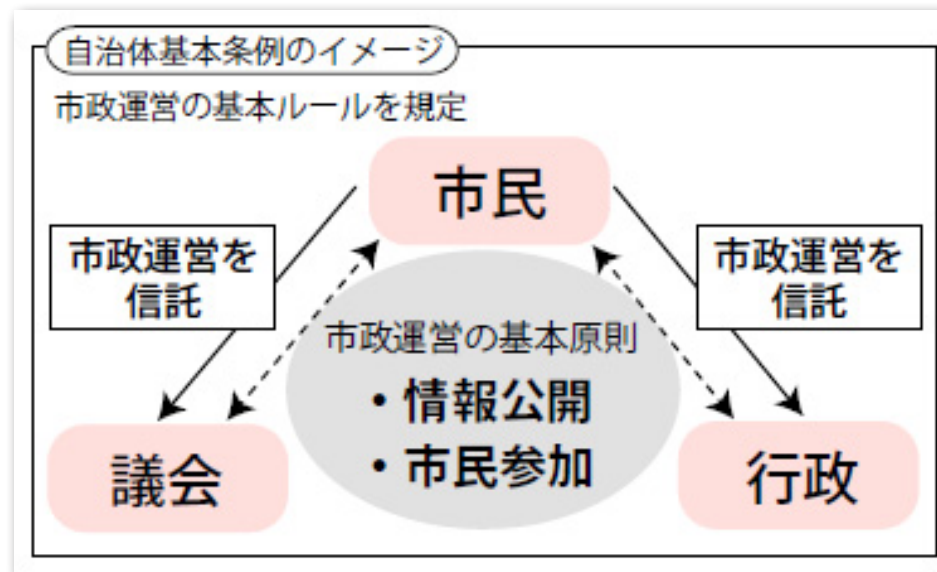 自治体基本条例のイメージ
市政運営の基本ルールを規定
市民
市政運営を
信託
市政運営を
信託
市政運営の基本原則
・情報公開
・市民参加
議会
行政